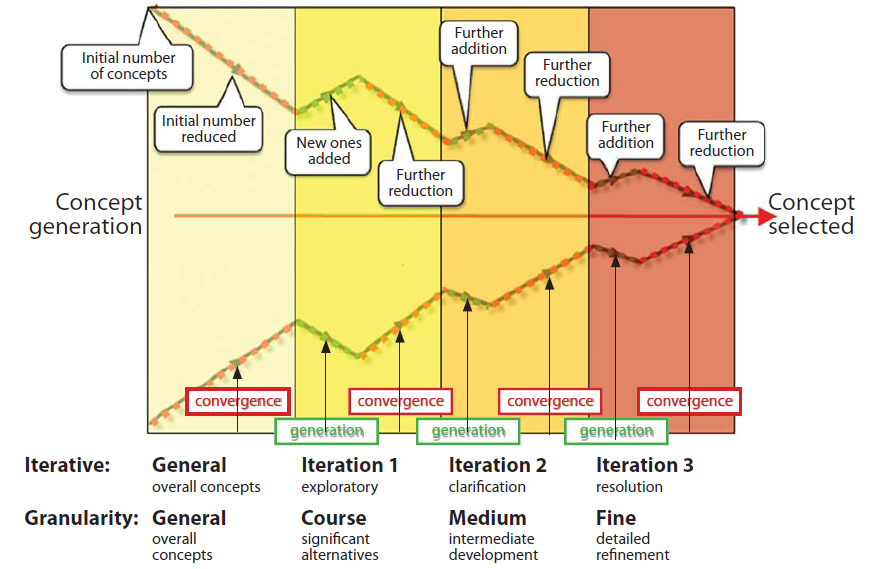 Initial number
of concepts
Initial number
reduced
New ones
added
Further
reduction
Further
addition
Further
reduction
Further
addition
Further
reduction
Concept
generation
Concept
selected
convergence
convergence
convergence
convergence
generation
generation
generation
Iterative: General Iteration 1 Iteration 2 Iteration 3
overall concepts exploratory clarification resolution
Granularity: General Course Medium Fine
overall significant intermediate detailed
concepts alternatives development refinement